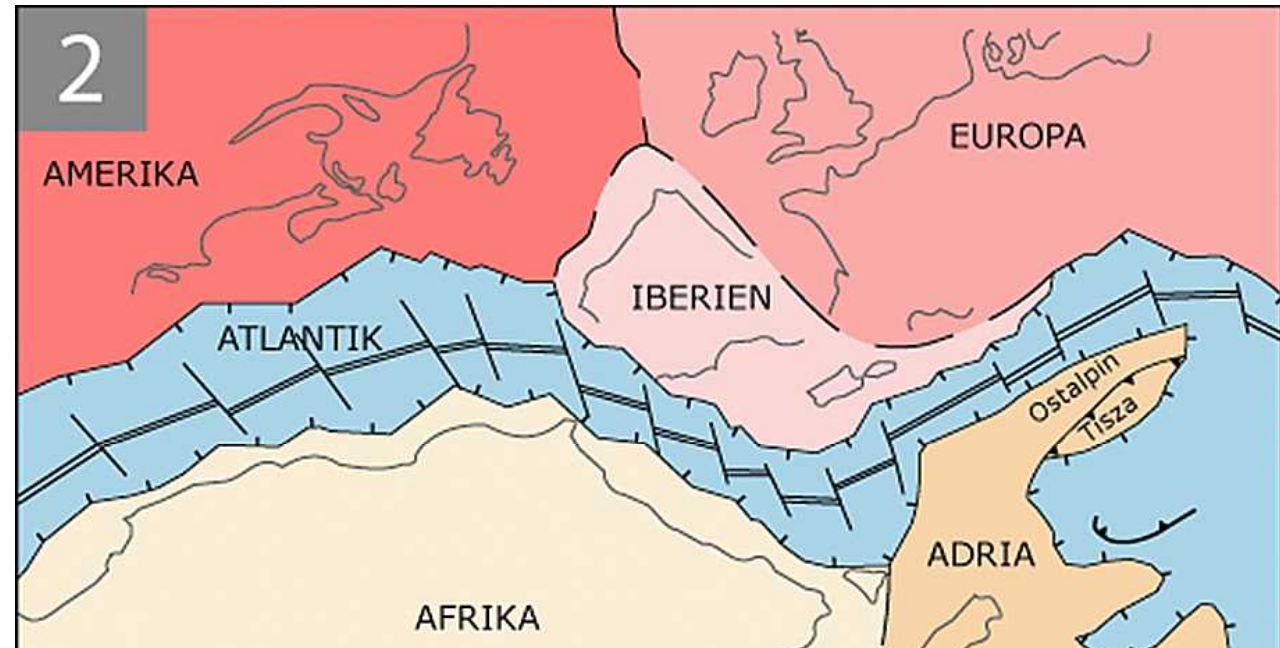 2
EUROPA
AMERIKA
IBERIEN
ATLANTIK
Ostalpin
Tisza
ADRIA
AFRIKA